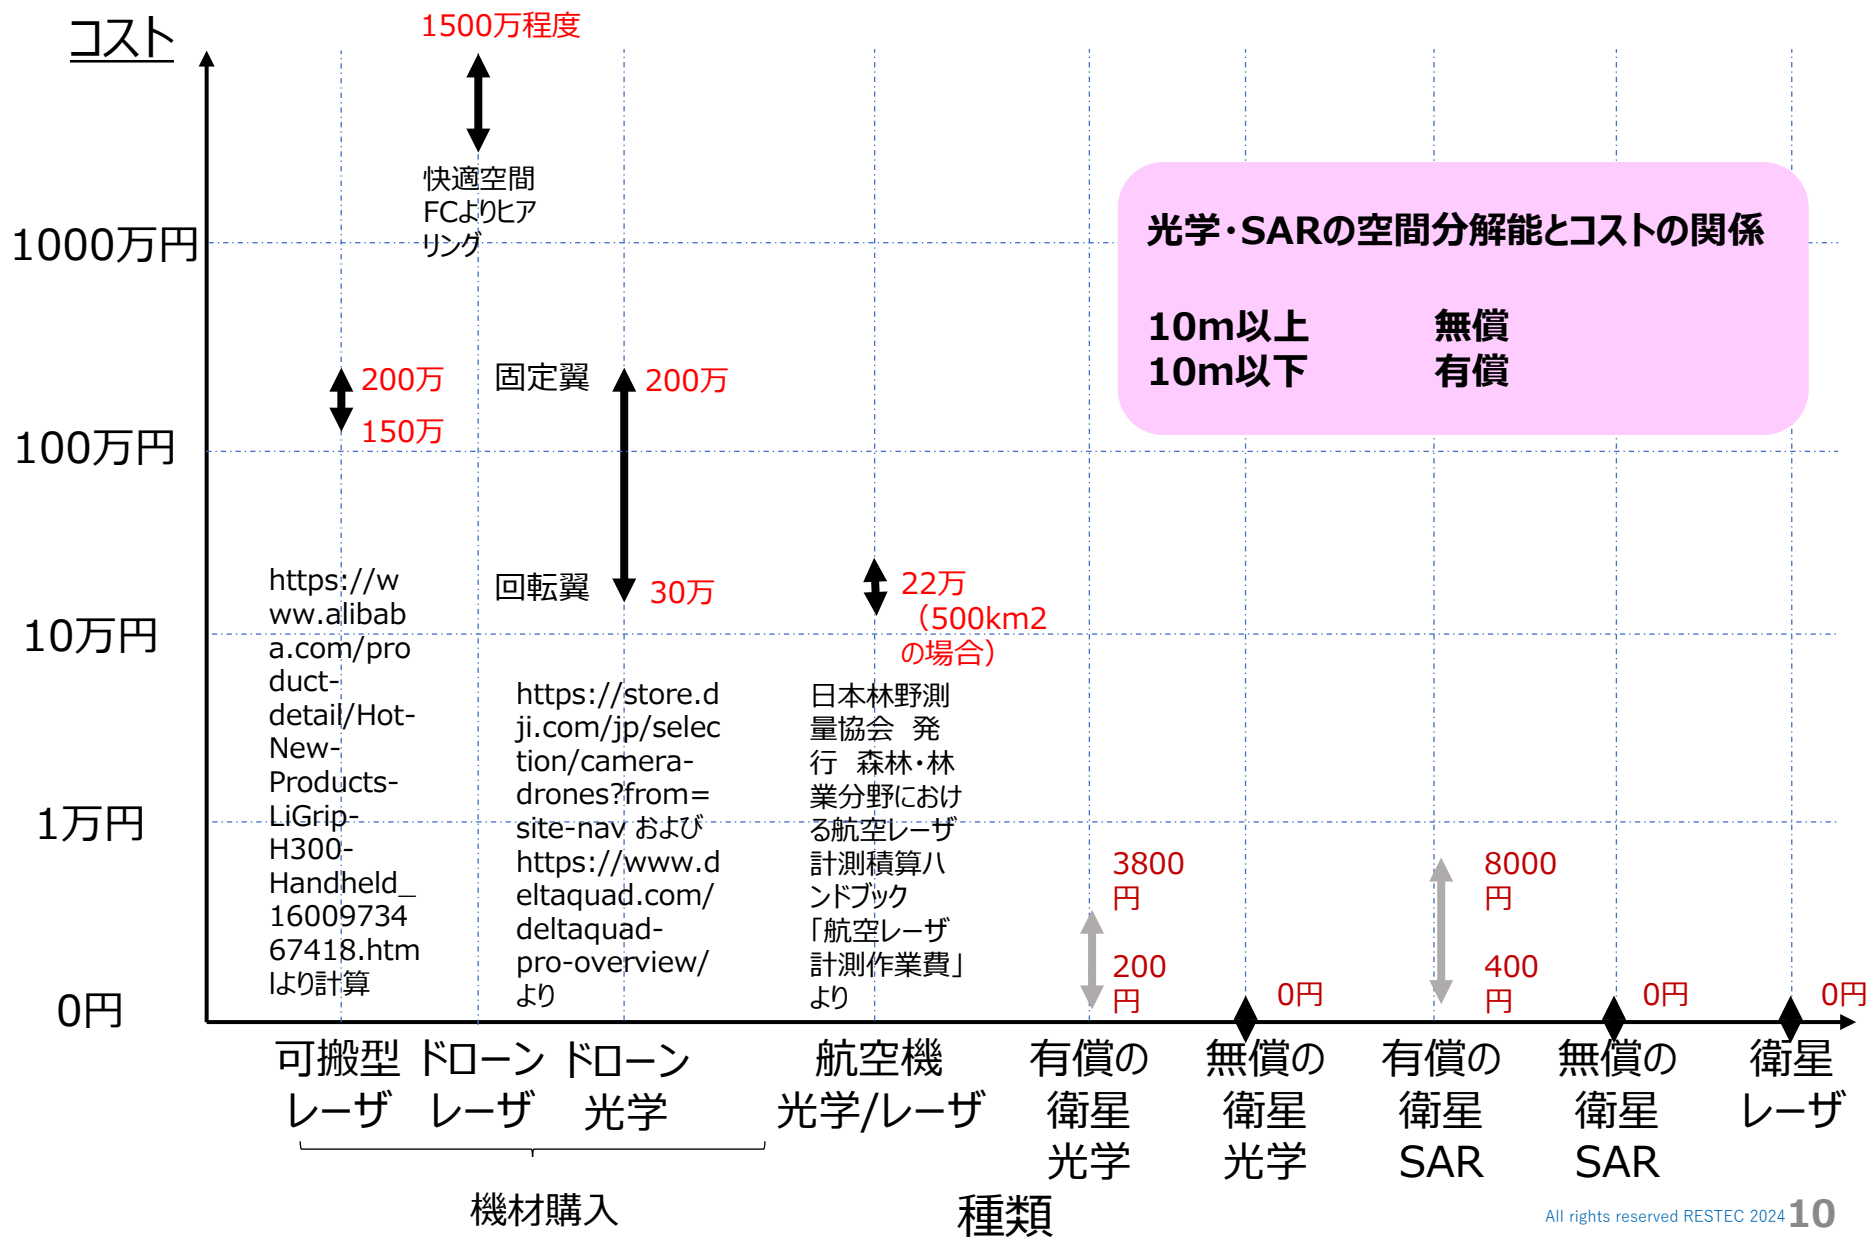 コスト
1500万程度
快適空間
FCよりヒア
リング
1000万円
光学・SARの空間分解能とコストの関係
10m以上 無償
10m以下 有償
200万
150万
固定翼
200万
100万円
回転翼
30万
22万
（500km2
の場合）
10万円
https://w
ww.alibab
a.com/pro
duct-
detail/Hot-
New-
Products-
LiGrip-
H300-
Handheld_
16009734
67418.htm
lより計算
https://store.d
ji.com/jp/selec
tion/camera-
drones?from=
site-nav および
https://www.d
eltaquad.com/
deltaquad-
pro-overview/
より
日本林野測
量協会 発
行 森林・林
業分野におけ
る航空レーザ
計測積算ハ
ンドブック
「航空レーザ
計測作業費」
より
1万円
3800
円
200
円
0円
8000
円
400
円
0円
0円
0円
可搬型
レーザ
ドローン
レーザ
ドローン
光学
航空機
光学/レーザ
有償の
衛星
光学
無償の
衛星
光学
有償の
衛星
SAR
無償の
衛星
SAR
衛星
レーザ
機材購入
種類
All rights reserved RESTEC 2024 10